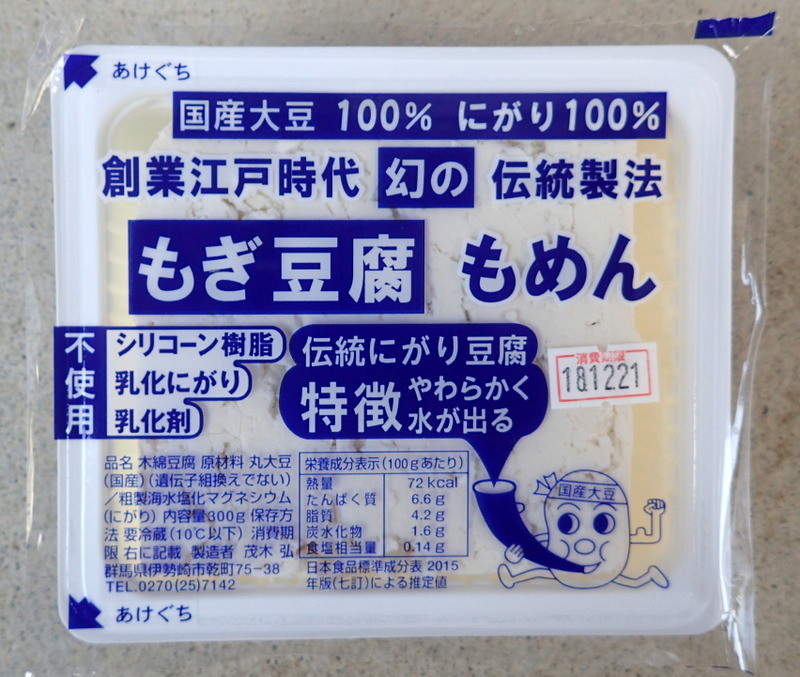 あけぐち
国産大豆 100% にがり100%
創業江戸時代 幻の 伝統製法
もぎ豆腐 もめん
不使用
シリコーン樹脂
乳化にがり
乳化剤
伝統にがり豆腐
特徴 やわらかく
水が出る
消費期限
181221
品名 木綿豆腐 原材料 丸大豆
(国産)(遺伝子組換えでない)
／粗製海水塩化マグネシウム
(にがり) 内容量300g 保存方
法 要冷蔵(10℃以下) 消費期
限 右に記載 製造者 茂木 弘
群馬県伊勢崎市乾町75-38
TEL.0270(25)7142
栄養成分表示(100gあたり)
熱量 72 kcal
たんぱく質 6.6 g
脂質 4.2 g
炭水化物 1.6 g
食塩相当量 0.14 g
日本食品標準成分表 2015
年版(七訂)による推定値
国産大豆
あけぐち